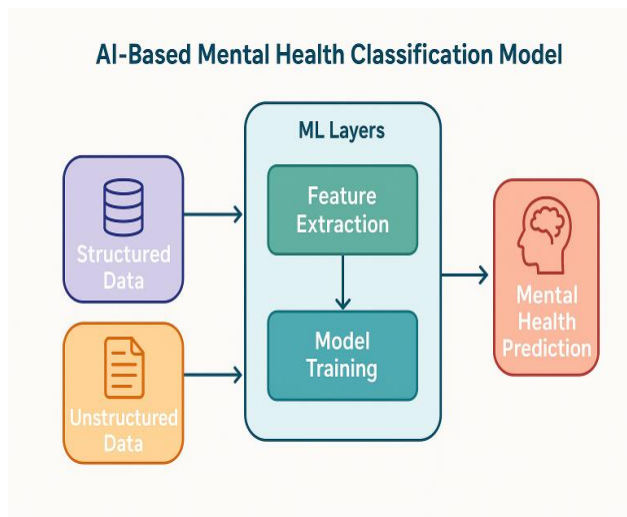 AI-Based Mental Health Classification Model
ML Layers
Structured
Data
Unstructured
Data
Feature
Extraction
Model
Training
Mental
Health
Prediction